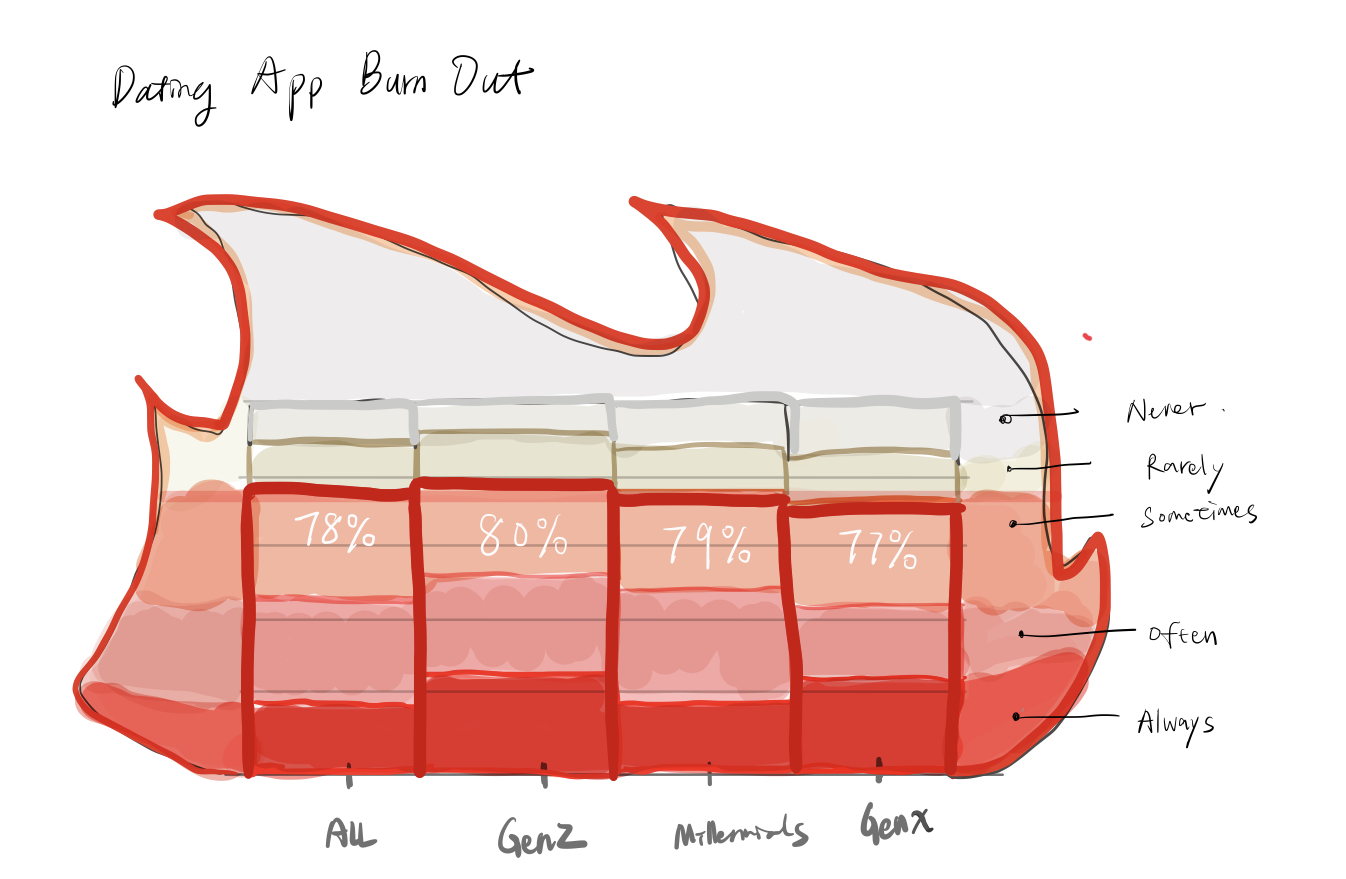 Dating App Burn Out
Never.
Rarely
Sometimes
78% 80% 79% 77%
Often
Always
ALL GenZ Millennials GenX